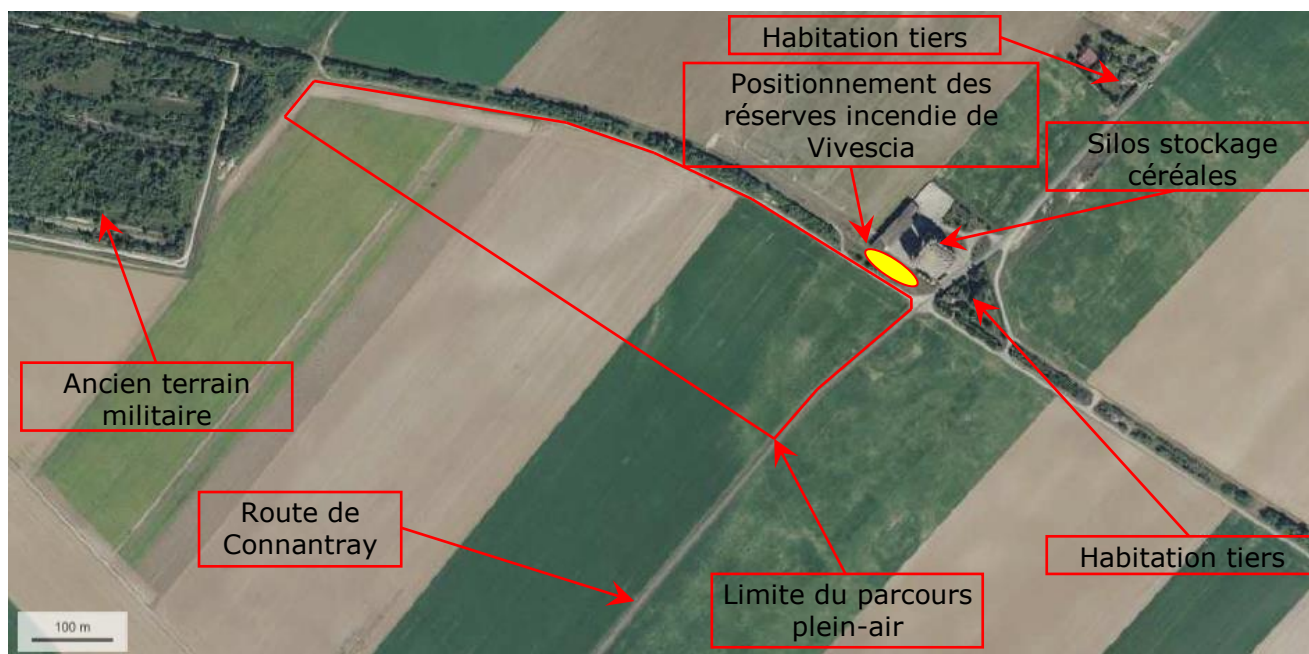 Habitation tiers
Positionnement des
réserves incendie de
Vivescia
Silos stockage
céréales
Ancien terrain
militaire
Route de
Connantray
Habitation tiers
Limite du parcours
plein-air
100 m